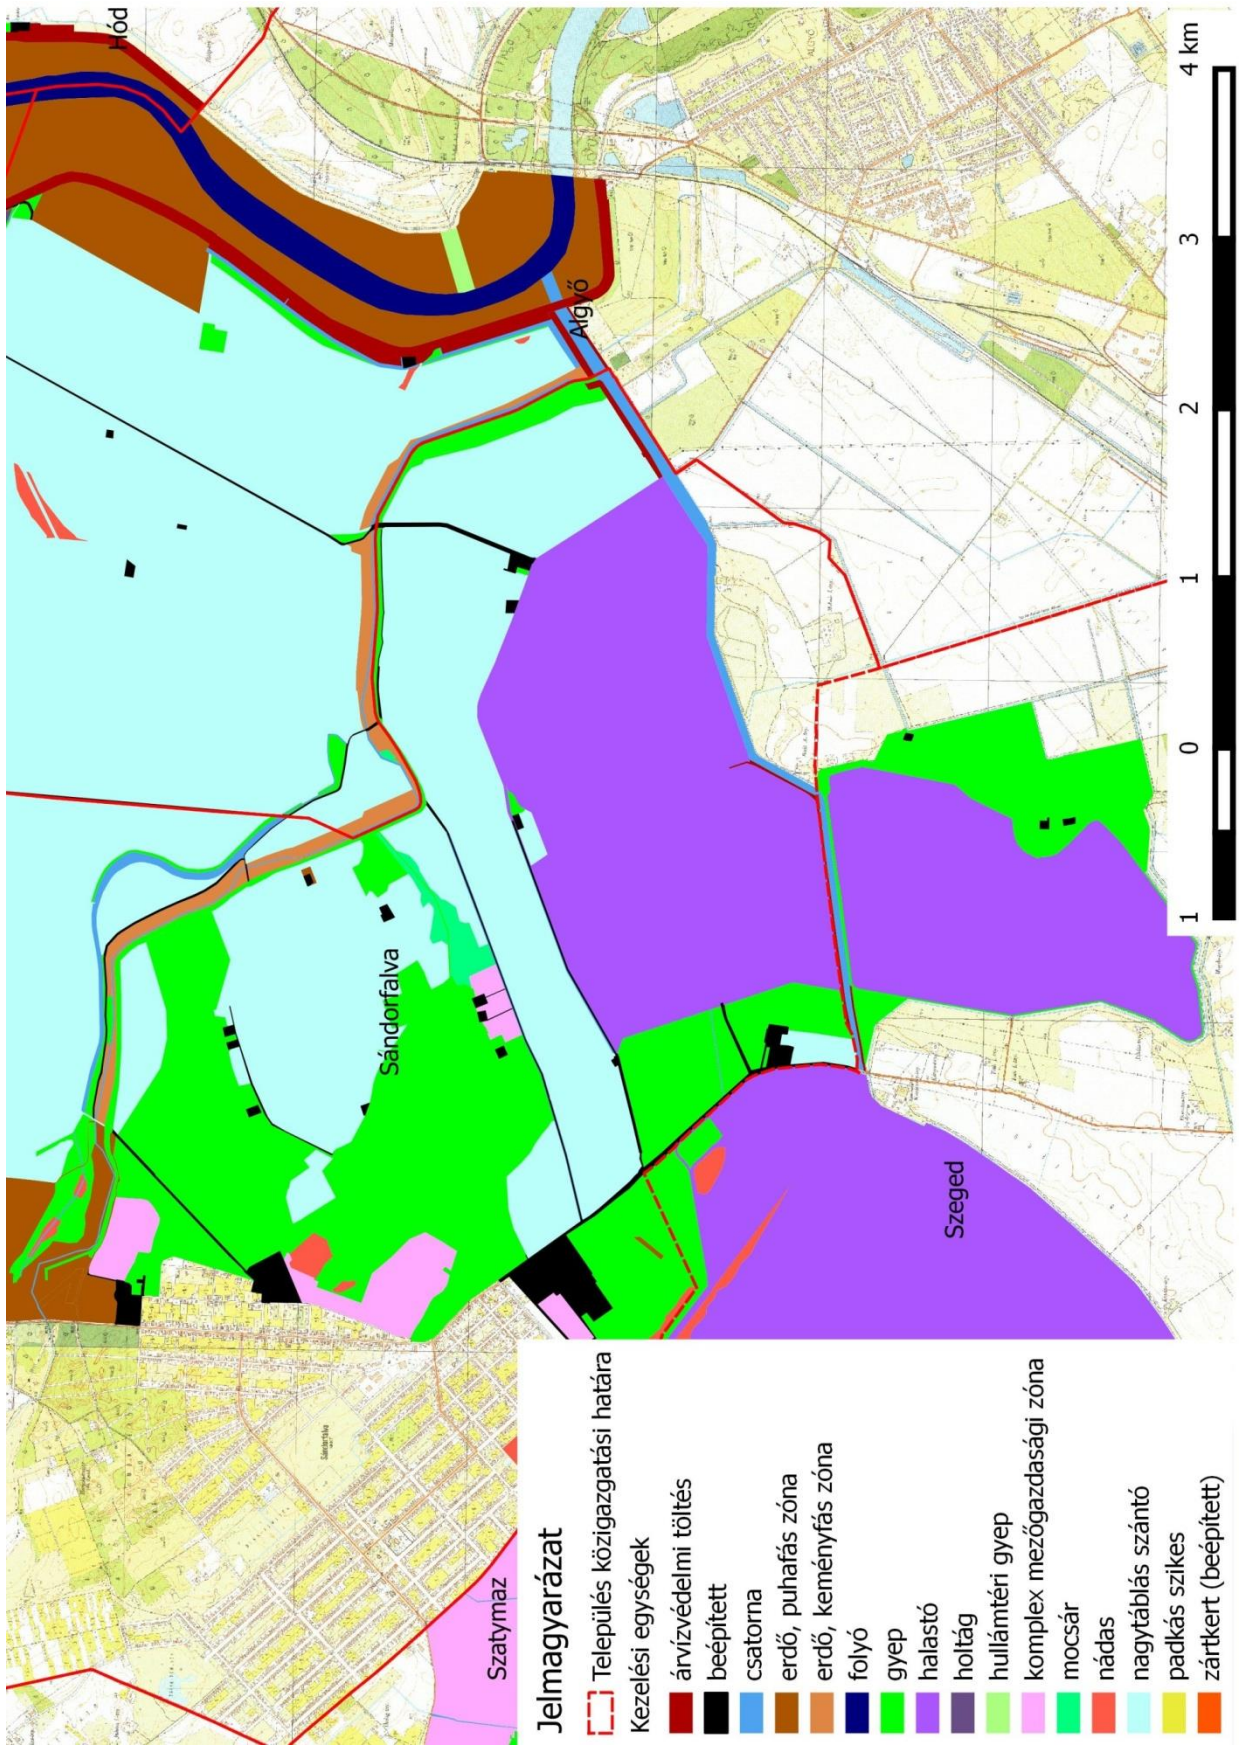 Hód
Algyő
Sándorfalva
Szeged
Szatymaz
Jelmagyarázat
Település közigazgatási határa
Kezelési egységek
árvízvédelmi töltés
beépített
csatorna
erdő, puhafás zóna
erdő, keményfás zóna
folyó
gyep
halastó
holtág
hullámtéri gyep
komplex mezőgazdasági zóna
mocsár
nádas
nagytáblás szántó
padkás szikes
zártkert (beépített)
1 0 1 2 3 4 km